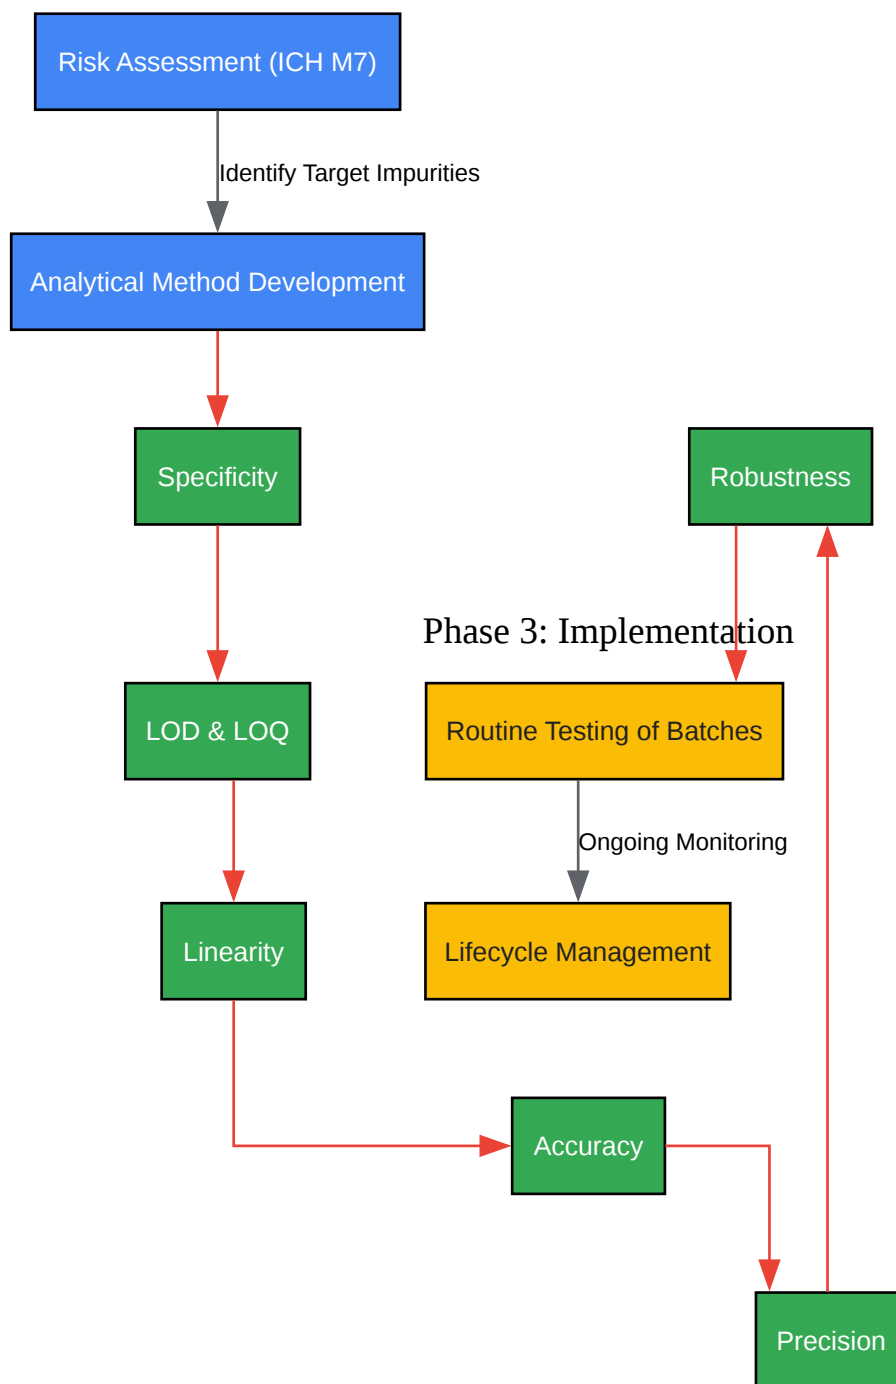 Risk Assessment (ICH M7)
Identify Target Impurities
Analytical Method Development
Specificity
Robustness
Phase 3: Implementation
LOD & LOQ
Routine Testing of Batches
Ongoing Monitoring
Linearity
Lifecycle Management
Accuracy
Precision